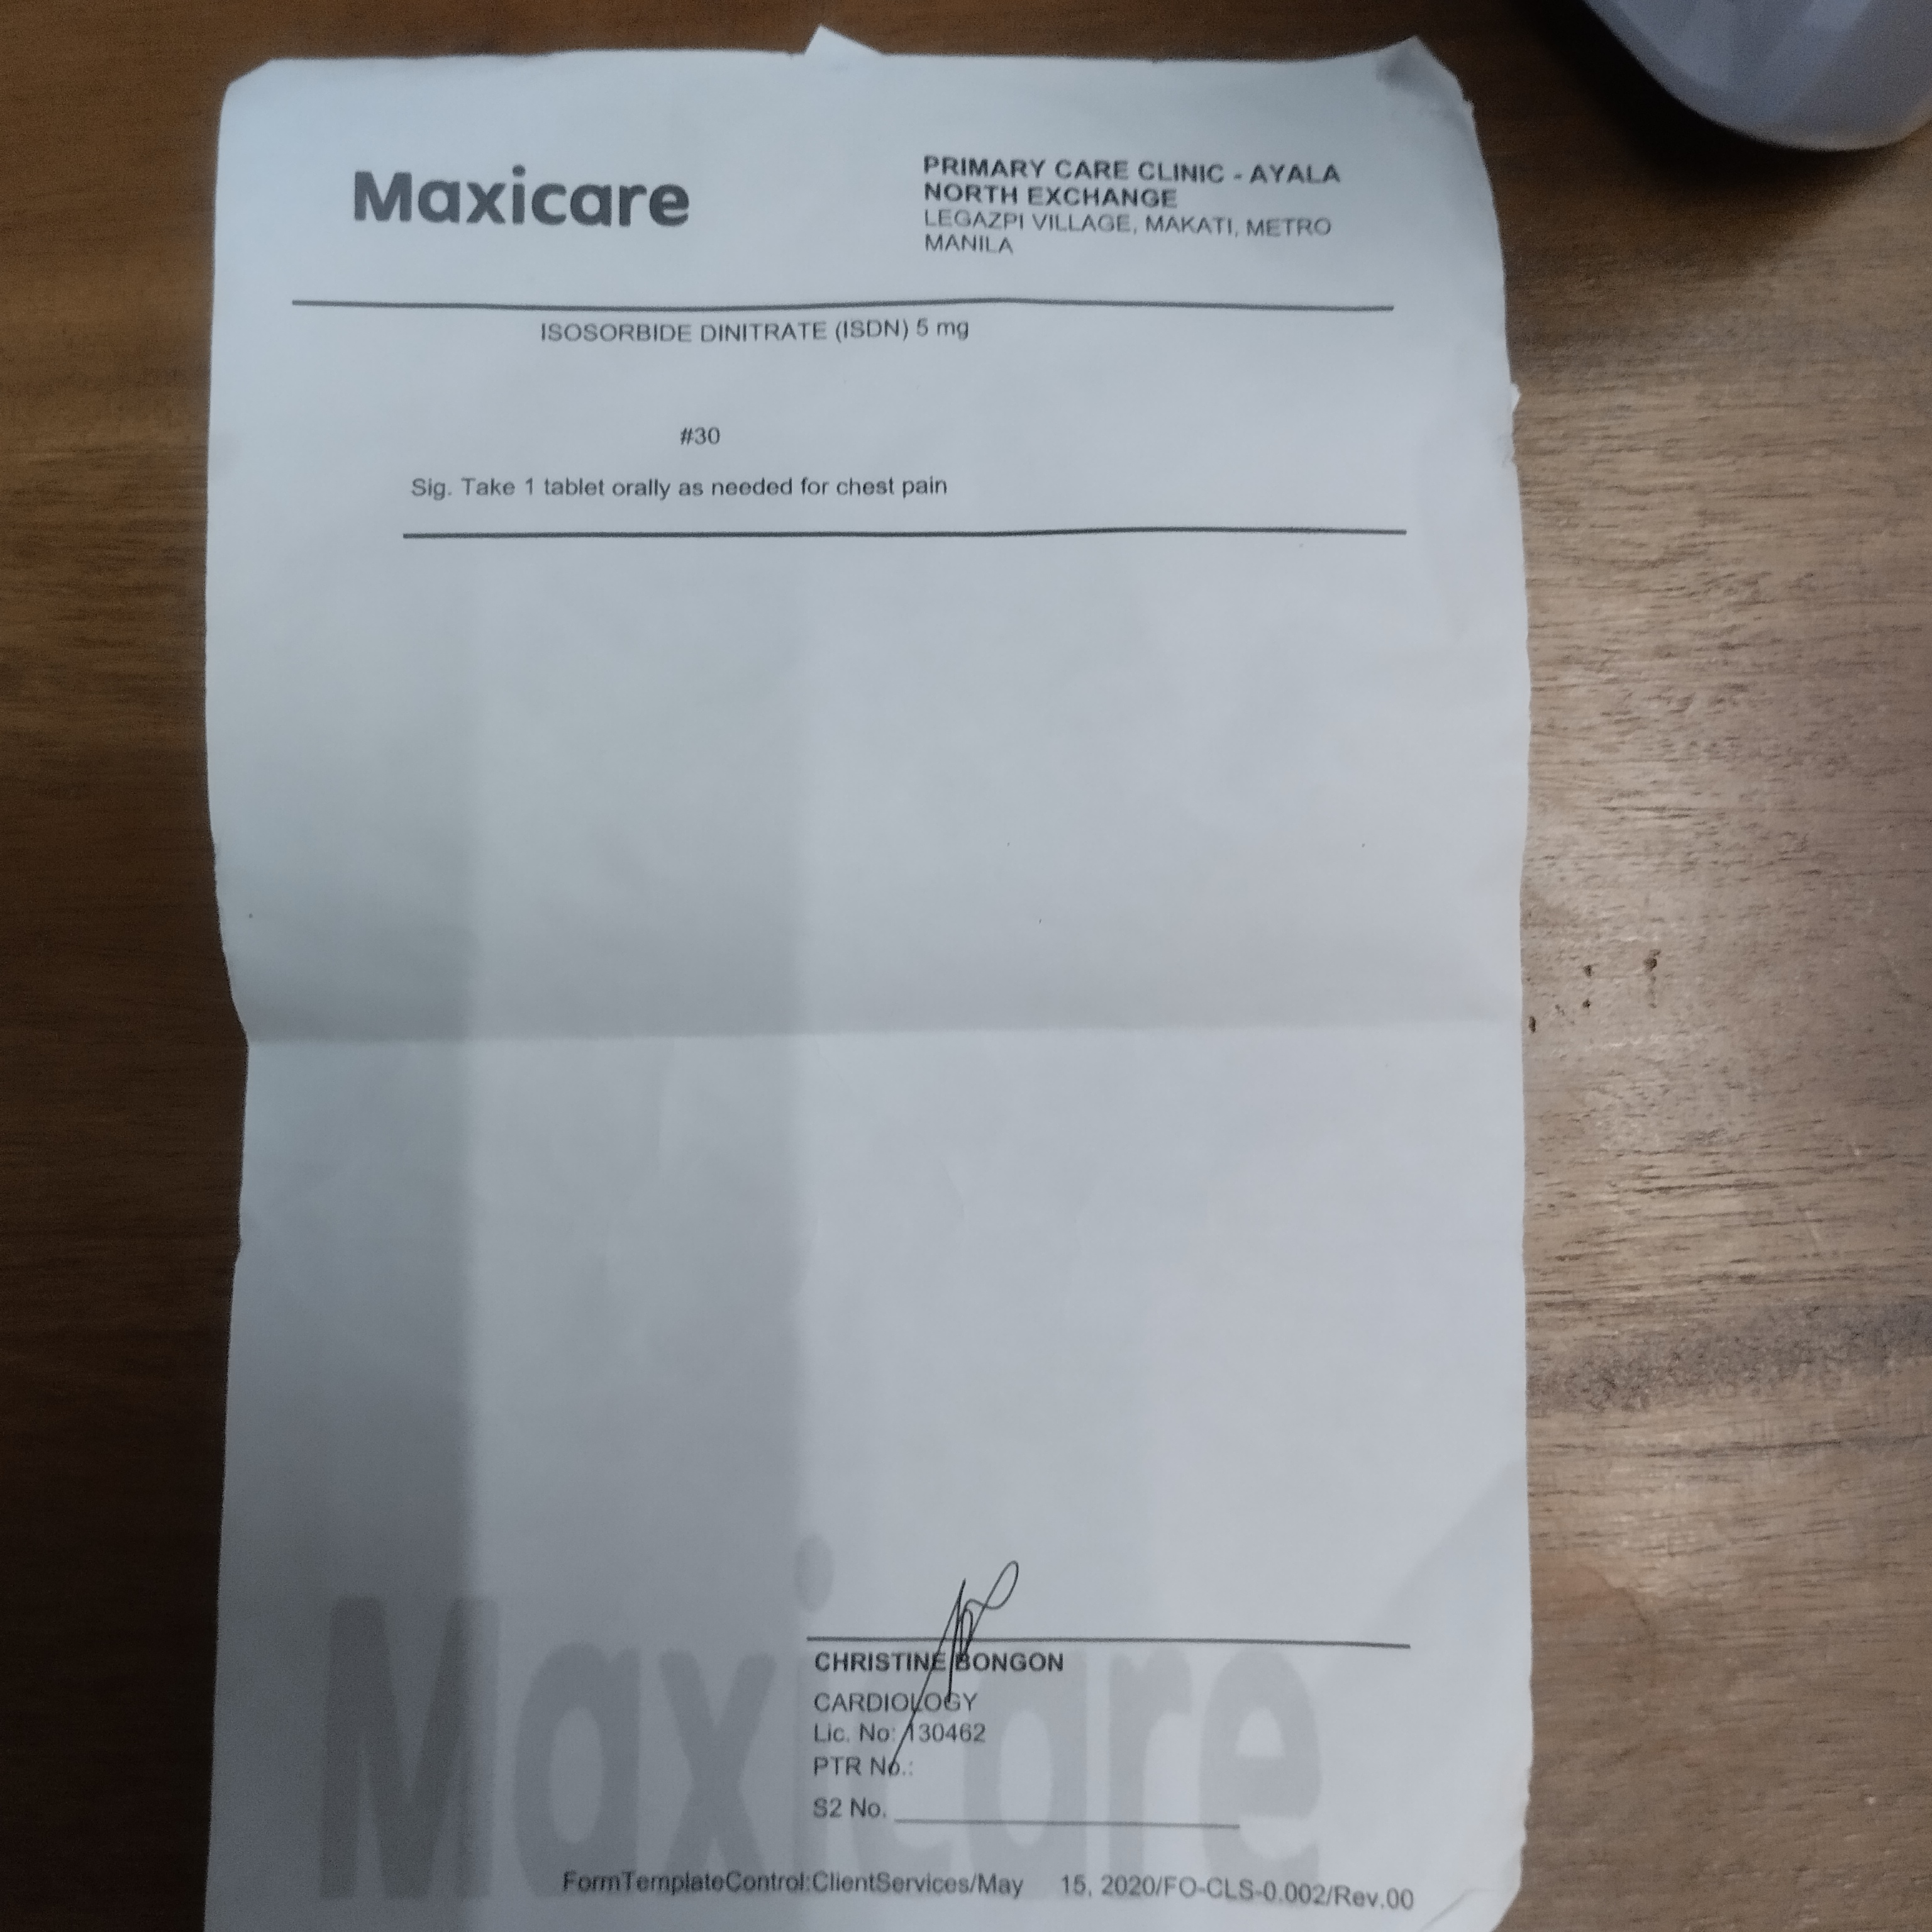 Maxicare
PRIMARY CARE CLINIC - AYALA
NORTH EXCHANGE
LEGAZPI VILLAGE, MAKATI, METRO
MANILA
ISOSORBIDE DINITRATE (ISDN) 5 mg
#30
Sig. Take 1 tablet orally as needed for chest pain
CHRISTINE BONGON
CARDIOLOGY
Lic. No: 130462
PTR No.:
S2 No.
Maxicare
FormTemplateControl:ClientServices/May 15, 2020/FO-CLS-0.002/Rev.00